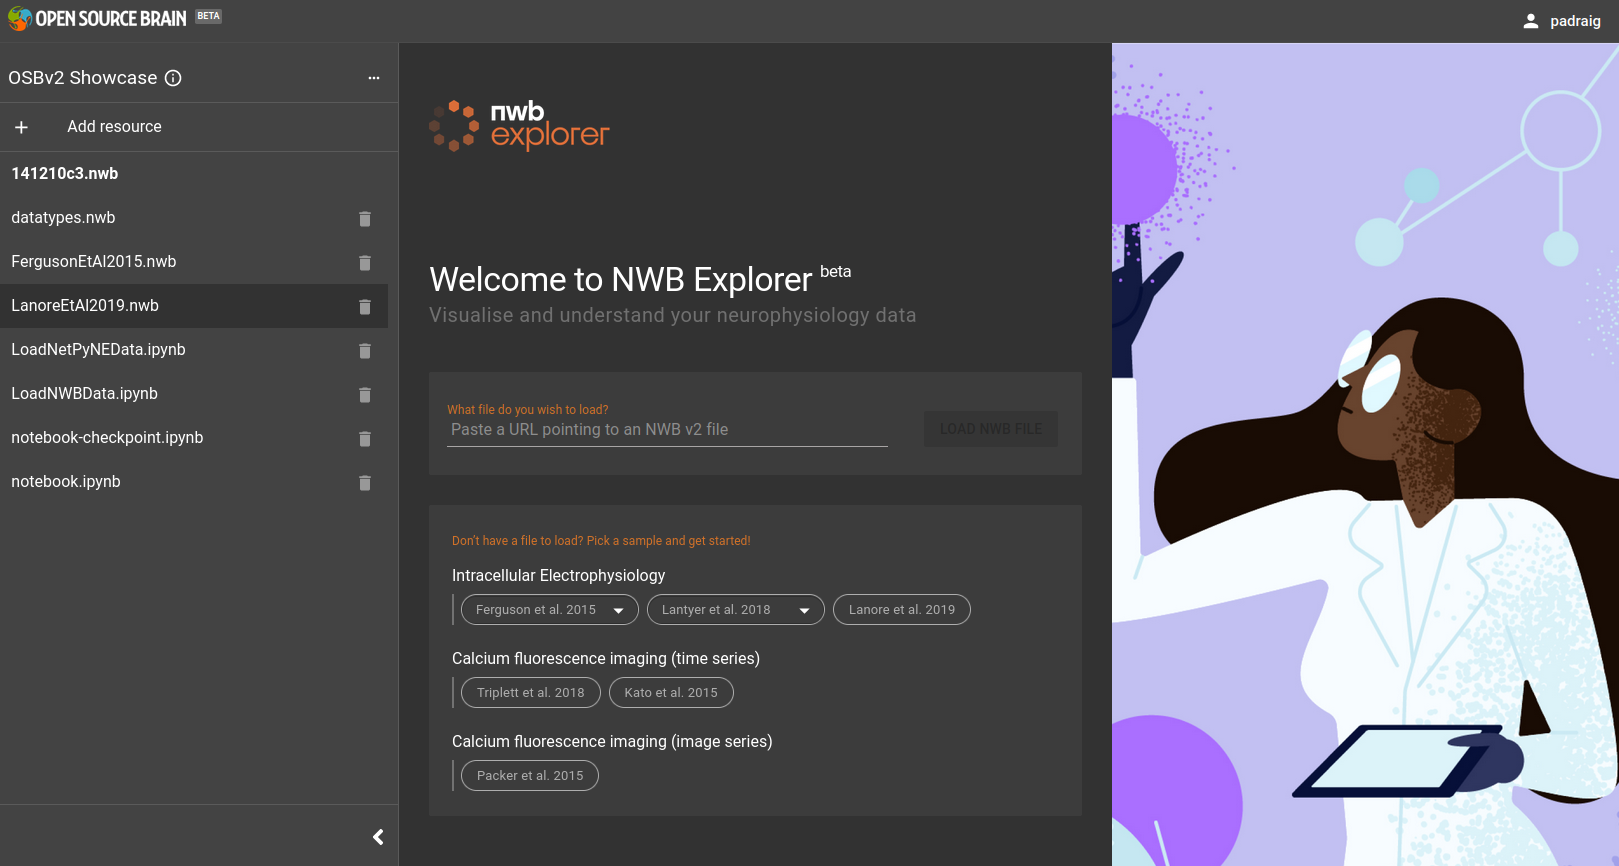 OPEN SOURCE BRAIN BETA
padraig
OSBv2 Showcase
Add resource
141210c3.nwb
datatypes.nwb
FergusonEtAl2015.nwb
LanoreEtAl2019.nwb
LoadNetPyNEData.ipynb
LoadNWBData.ipynb
notebook-checkpoint.ipynb
notebook.ipynb
nwb
explorer
Welcome to NWB Explorer beta
Visualise and understand your neurophysiology data
What file do you wish to load?
Paste a URL pointing to an NWB v2 file
LOAD NWB FILE
Don't have a file to load? Pick a sample and get started!
Intracellular Electrophysiology
Ferguson et al. 2015 Lantyer et al. 2018 Lanore et al. 2019
Calcium fluorescence imaging (time series)
Triplett et al. 2018 Kato et al. 2015
Calcium fluorescence imaging (image series)
Packer et al. 2015